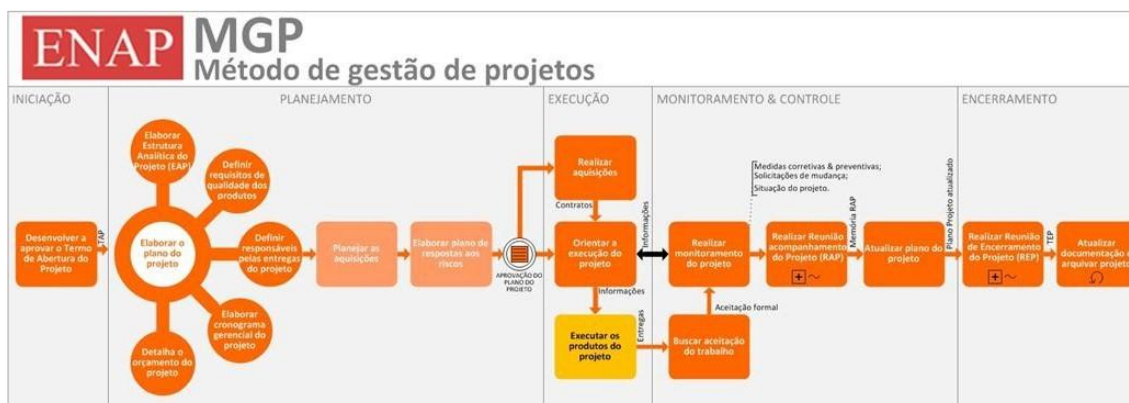 ENAP
MGP
Método de gestão de projetos
INICIAÇÃO
PLANEJAMENTO
EXECUÇÃO
MONITORAMENTO & CONTROLE
ENCERRAMENTO
Desenvolver a
aprovar o Termo
de Abertura do
Projeto
TAP
Elaborar
Estrutura
Analítica do
Projeto (EAP)
Definir
requisitos de
qualidade dos
produtos
Elaborar o
plano do
projeto
Definir
responsáveis
pelas entregas
do projeto
Elaborar
cronograma
gerencial do
projeto
Detalha o
orçamento do
projeto
Planejar as
aquisições
Elaborar plano de
respostas aos
riscos
APROVAÇÃO DO
PLANO DO
PROJETO
Realizar
aquisições
Contratos
Orientar a
execução do
projeto
Informações
Executar os
produtos do
projeto
Informações
Entregas
Realizar
monitoramento
do projeto
Aceitação formal
Buscar aceitação
do trabalho
Medidas corretivas & preventivas;
Solicitações de mudança;
Situação do projeto.
Realizar Reunião
acompanhamento
do Projeto (RAP)
Memória RAP
Atualizar plano do
projeto
Plano Projeto atualizado
Realizar Reunião
de Encerramento
do Projeto (REP)
TEP
Atualizar
documentação e
arquivar projeto